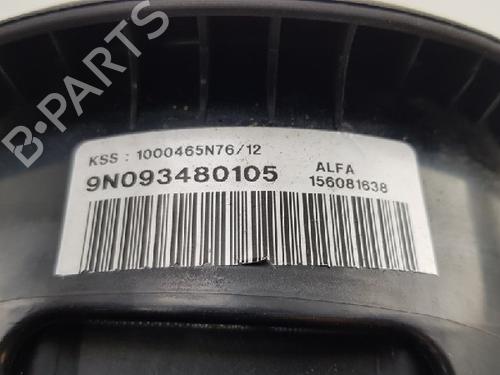 B-PARTS
KSS : 1000465N76/12
9N093480105
ALFA
156081638